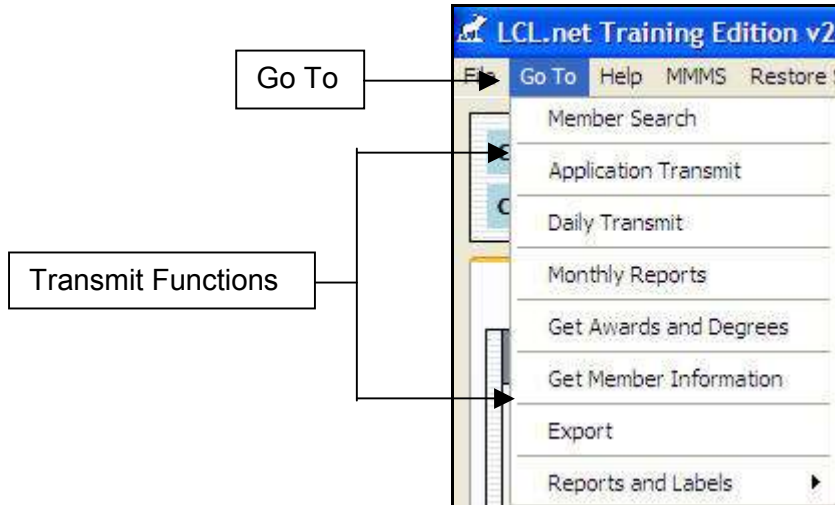 LCL.net Training Edition v2
Go To
File Go To Help MMMS Restore
Member Search
Application Transmit
Daily Transmit
Transmit Functions
Monthly Reports
Get Awards and Degrees
Get Member Information
Export
Reports and Labels